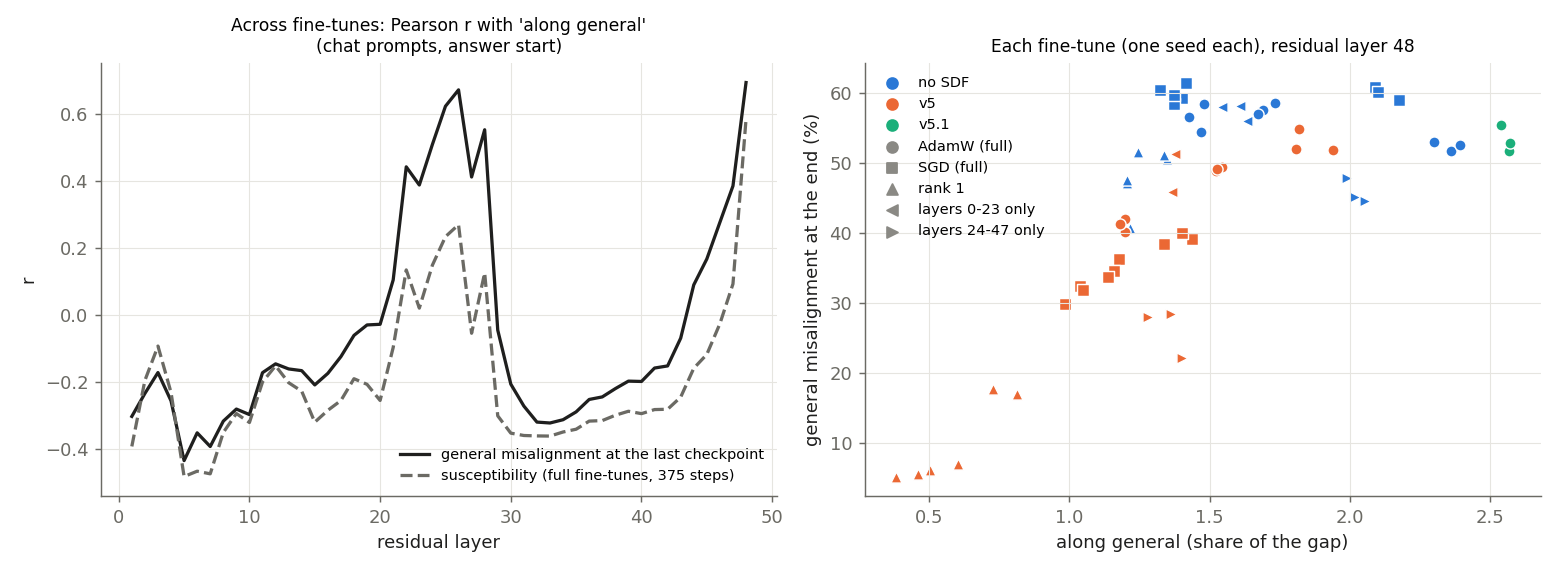 Across fine-tunes: Pearson r with 'along general'
(chat prompts, answer start)
r
0.6
0.4
0.2
0.0
−0.2
−0.4
general misalignment at the last checkpoint
susceptibility (full fine-tunes, 375 steps)
0
10
20
30
40
50
residual layer
Each fine-tune (one seed each), residual layer 48
general misalignment at the end (%)
60
50
40
30
20
10
no SDF
v5
v5.1
AdamW (full)
SGD (full)
rank 1
layers 0-23 only
layers 24-47 only
0.5
1.0
1.5
2.0
2.5
along general (share of the gap)